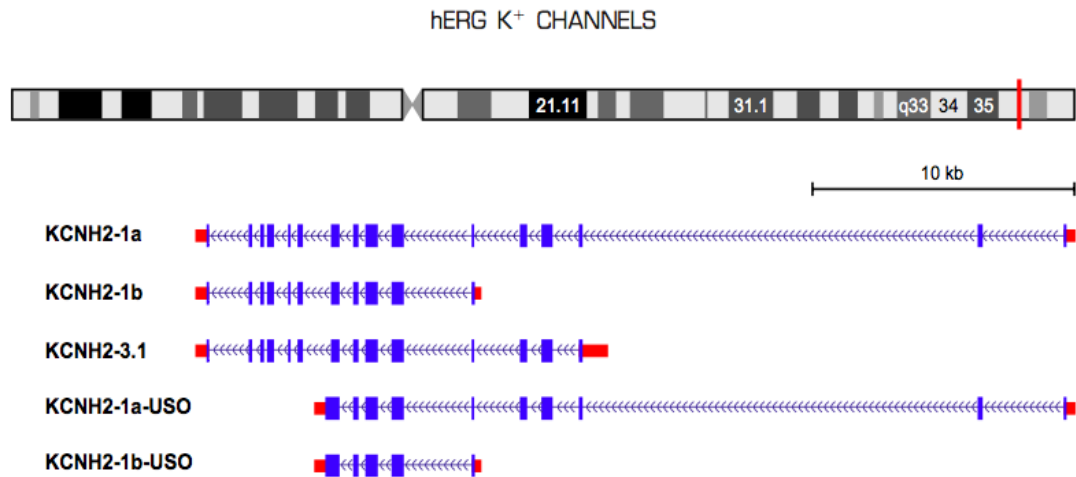 hERG K⁺ CHANNELS
21.11 31.1 q33 34 35
10 kb
KCNH2-1a
KCNH2-1b
KCNH2-3.1
KCNH2-1a-USO
KCNH2-1b-USO